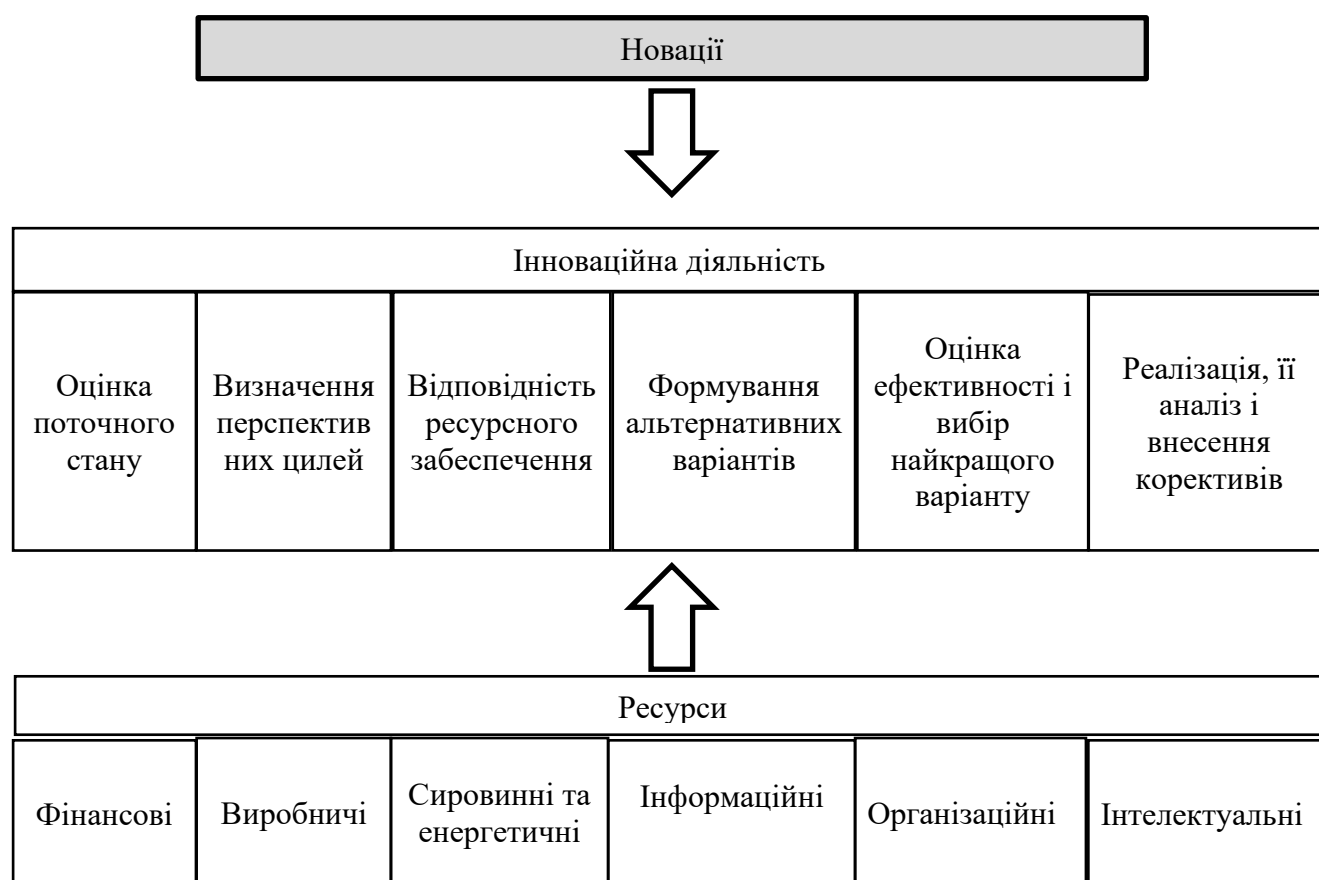 Новації
Інноваційна діяльність
Оцінка
поточного
стану
Визначення
перспектив
них цілей
Відповідність
ресурсного
забеспечення
Формування
альтернативних
варіантів
Оцінка
ефективності і
вибір
найкращого
варіанту
Реалізація, її
аналіз і
внесення
корективів
Ресурси
Фінансові
Виробничі
Сировинні та
енергетичні
Інформаційні
Організаційні
Інтелектуальні